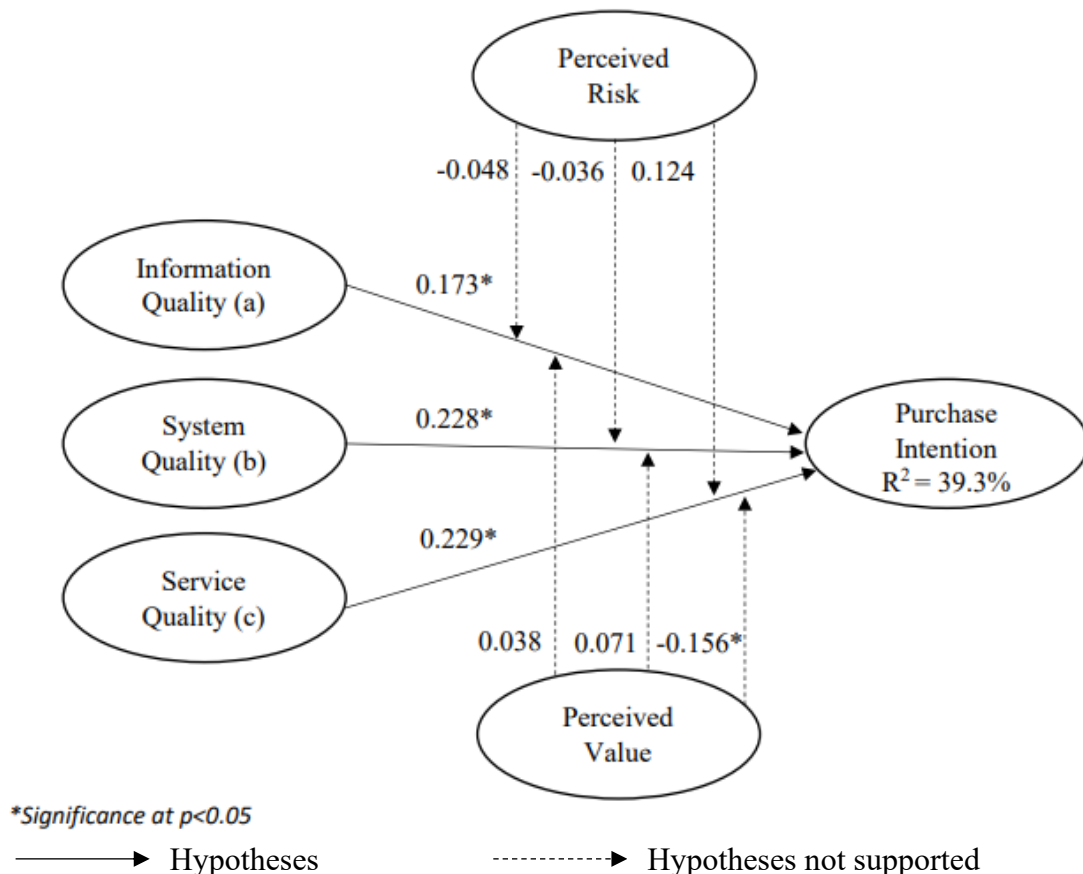 Perceived
Risk
-0.048 -0.036 0.124
Information
Quality (a)
0.173*
System
Quality (b)
0.228*
Purchase
Intention
R² = 39.3%
Service
Quality (c)
0.229*
0.038 0.071 -0.156*
Perceived
Value
*Significance at p<0.05
Hypotheses
Hypotheses not supported